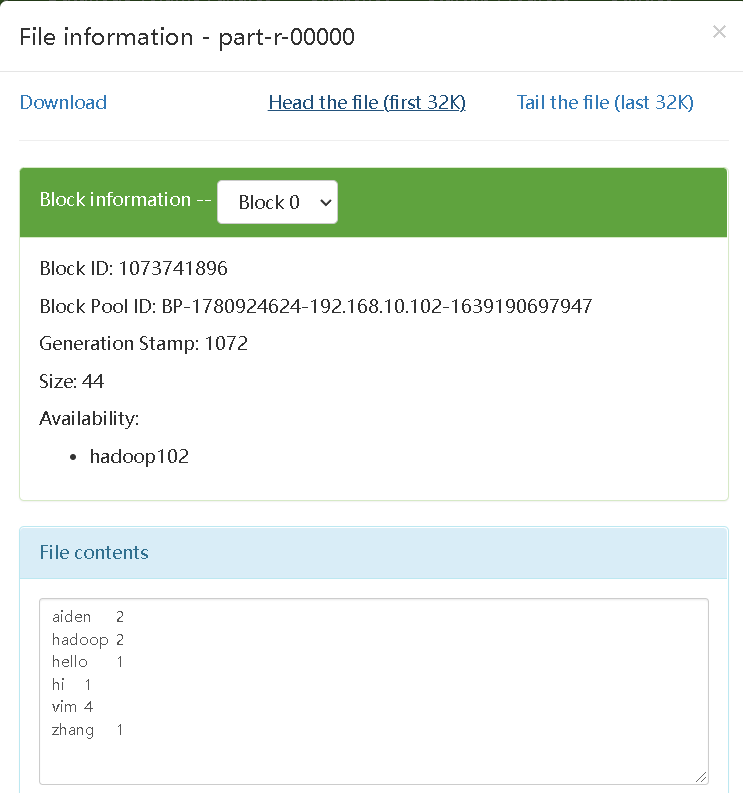 File information - part-r-00000
×
Download Head the file (first 32K) Tail the file (last 32K)
Block information -- Block 0
Block ID: 1073741896
Block Pool ID: BP-1780924624-192.168.10.102-1639190697947
Generation Stamp: 1072
Size: 44
Availability:
• hadoop102
File contents
aiden 2
hadoop 2
hello 1
hi 1
vim 4
zhang 1